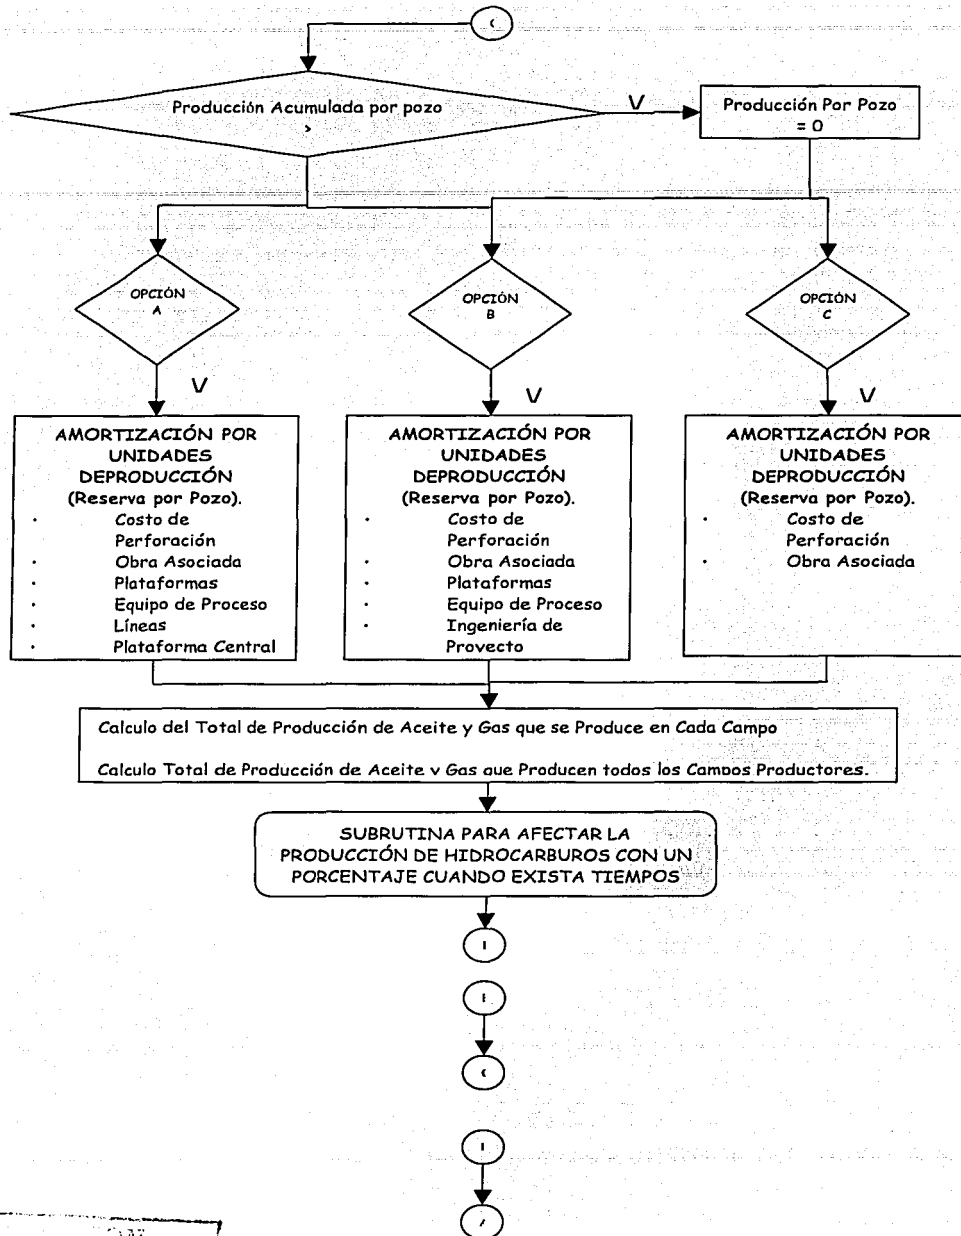 Producción Acumulada por pozo
>
V
Producción Por Pozo
= 0
OPCIÓN
A
OPCIÓN
B
OPCIÓN
C
V
V
V
AMORTIZACIÓN POR
UNIDADES
DEPRODUCCIÓN
(Reserva por Pozo).
· Costo de
Perforación
· Obra Asociada
· Plataformas
· Equipo de Proceso
· Líneas
· Plataforma Central
AMORTIZACIÓN POR
UNIDADES
DEPRODUCCIÓN
(Reserva por Pozo).
· Costo de
Perforación
· Obra Asociada
· Plataformas
· Equipo de Proceso
· Ingeniería de
Proyecto
AMORTIZACIÓN POR
UNIDADES
DEPRODUCCIÓN
(Reserva por Pozo).
· Costo de
Perforación
· Obra Asociada
Calculo del Total de Producción de Aceite y Gas que se Produce en Cada Campo
Calculo Total de Producción de Aceite y Gas que Producen todos los Campos Productores.
SUBRUTINA PARA AFECTAR LA
PRODUCCIÓN DE HIDROCARBUROS CON UN
PORCENTAJE CUANDO EXISTA TIEMPOS